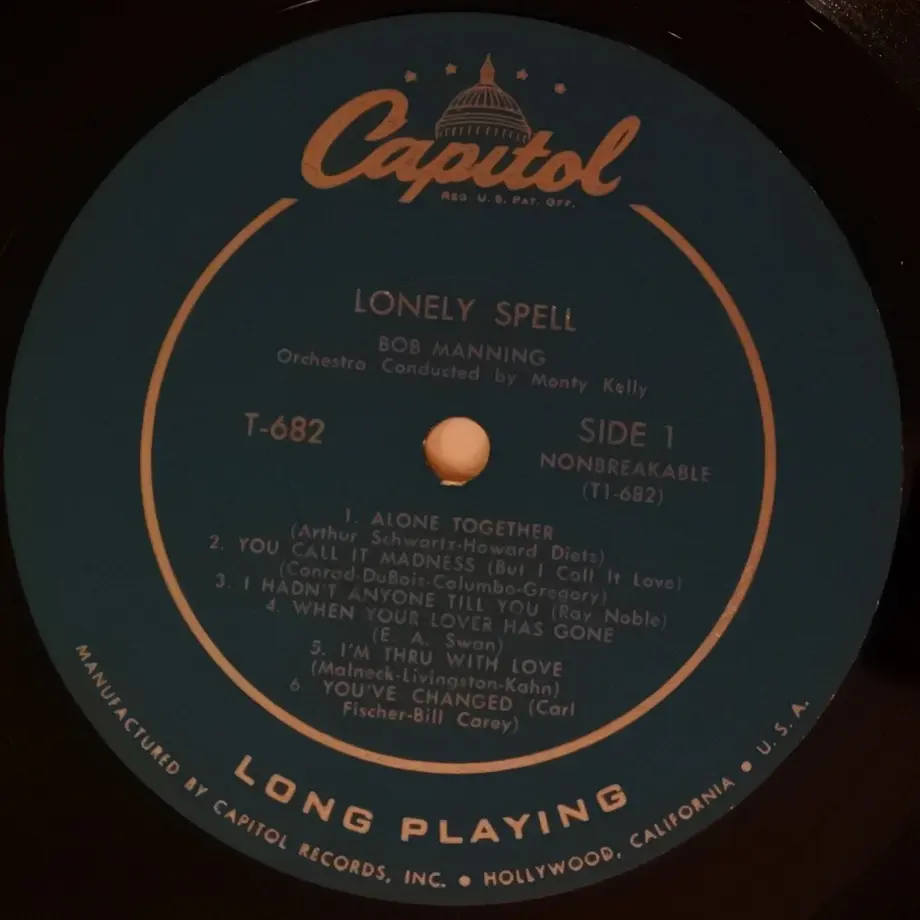 Capitol
REG. U.S. PAT. OFF.
LONELY SPELL
BOB MANNING
Orchestra Conducted by Monty Kelly
T-682
SIDE 1
NONBREAKABLE
(T1-682)
1. ALONE TOGETHER
(Arthur Schwartz-Howard Dietz)
2. YOU CALL IT MADNESS (But I Call It Love)
(Conrad-DuBois-Columbo-Gregory)
3. I HADN'T ANYONE TILL YOU (Ray Noble)
4. WHEN YOUR LOVER HAS GONE
(E. A. Swan)
5. I'M THRU WITH LOVE
(Malneck-Livingston-Kahn)
6 YOU'VE CHANGED (Carl
Fischer-Bill Carey)
LONG PLAYING
MANUFACTURED BY CAPITOL RECORDS, INC. • HOLLYWOOD, CALIFORNIA • U.S.A.